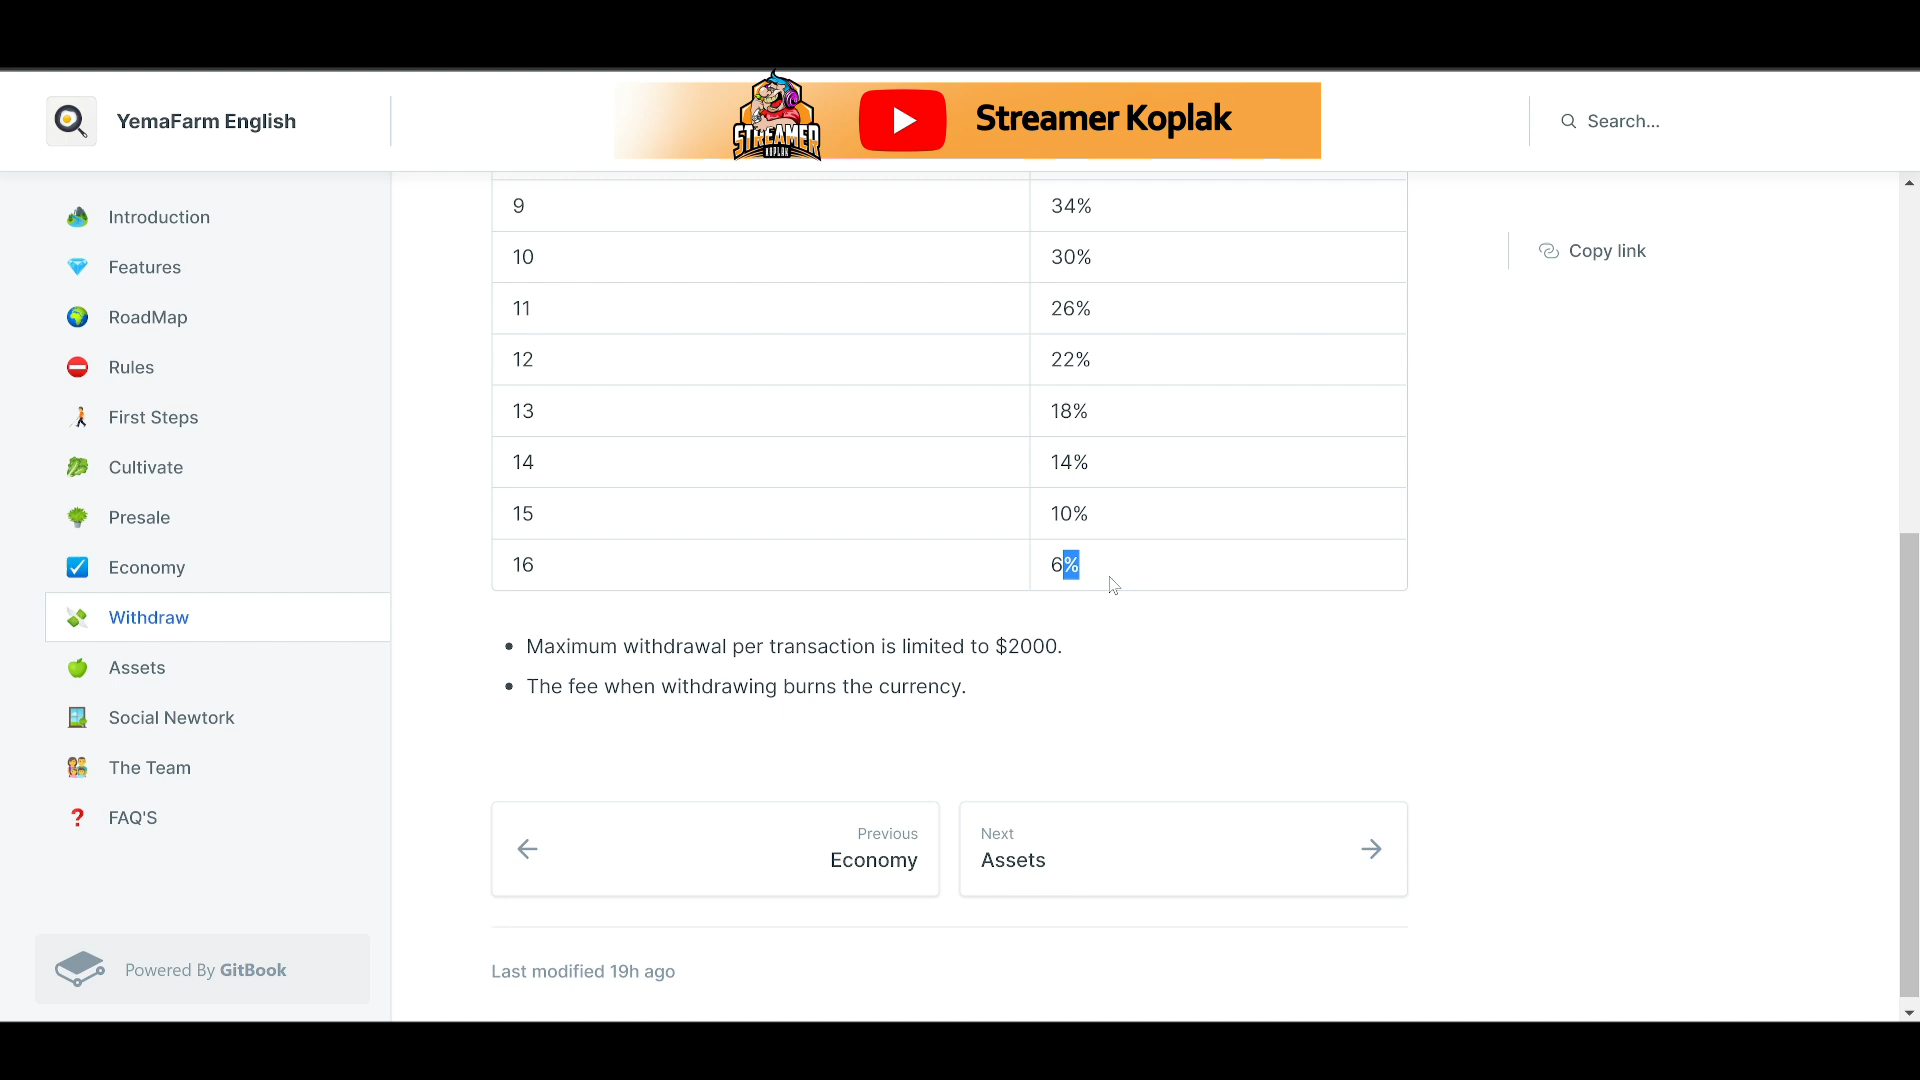 YemaFarm English
STREAMER
KOPLAK
Streamer Koplak
Search...
Introduction
Features
RoadMap
Rules
First Steps
Cultivate
Presale
Economy
Withdraw
Assets
Social Newtork
The Team
FAQ'S
Powered By GitBook
9 34%
10 30%
11 26%
12 22%
13 18%
14 14%
15 10%
16 6%
• Maximum withdrawal per transaction is limited to $2000.
• The fee when withdrawing burns the currency.
Previous
Economy
Next
Assets
Last modified 19h ago
Copy link